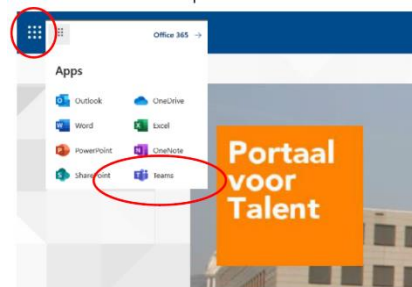 Office 365 →
Apps
Outlook OneDrive
Word Excel
PowerPoint OneNote
SharePoint Teams
Portaal
voor
Talent